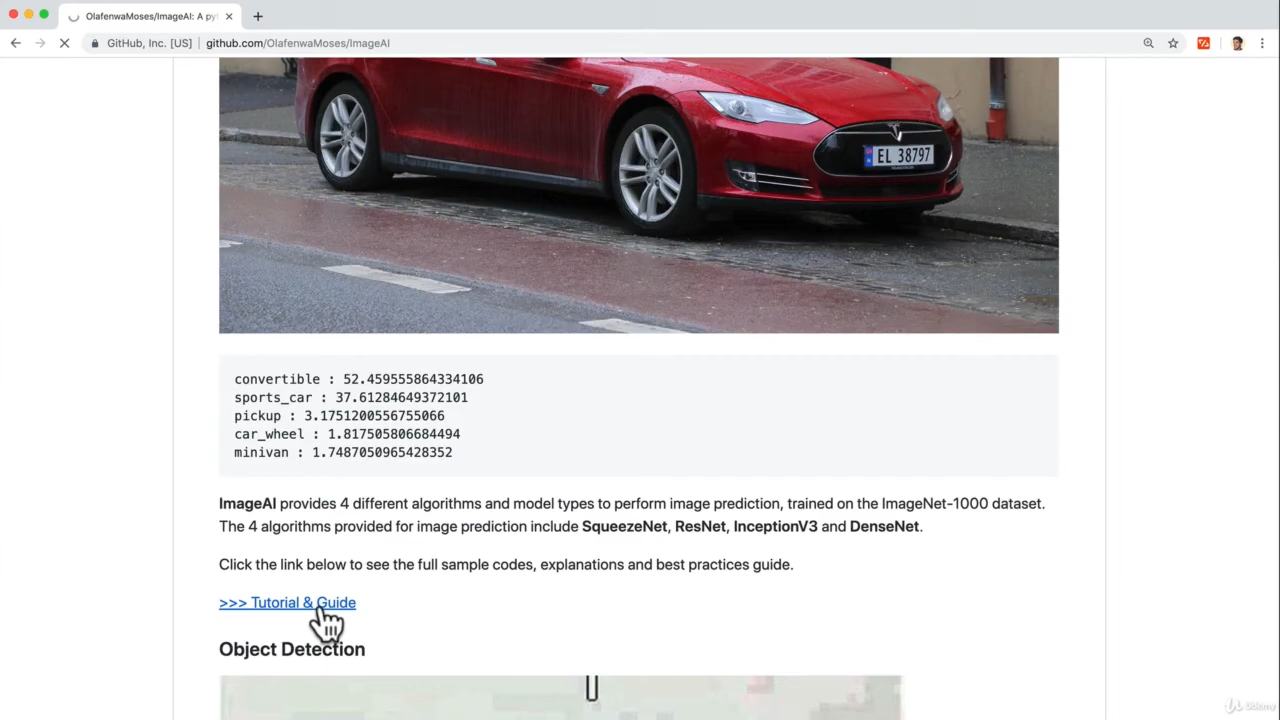 OlafenwaMoses/ImageAI: A pyt
GitHub, Inc. [US]
github.com/OlafenwaMoses/ImageAI
EL 38797
convertible : 52.459555864334106
sports_car : 37.61284649372101
pickup : 3.1751200556755066
car_wheel : 1.817505806684494
minivan : 1.7487050965428352
ImageAI provides 4 different algorithms and model types to perform image prediction, trained on the ImageNet-1000 dataset.
The 4 algorithms provided for image prediction include SqueezeNet, ResNet, InceptionV3 and DenseNet.
Click the link below to see the full sample codes, explanations and best practices guide.
>>> Tutorial & Guide
Object Detection
Udemy